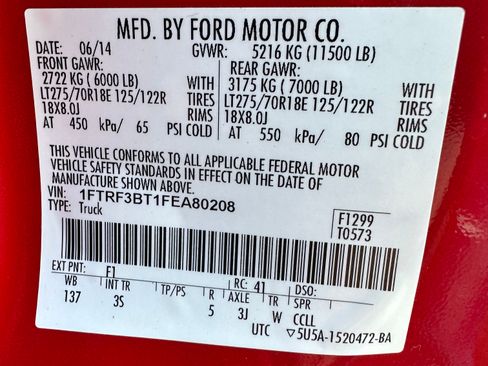 MFD. BY FORD MOTOR CO.
DATE: 06/14 GVWR: 5216 KG (11500 LB)
FRONT GAWR: REAR GAWR:
2722 KG ( 6000 LB) WITH 3175 KG ( 7000 LB) WITH
LT275/70R18E 125/122R TIRES LT275/70R18E 125/122R TIRES
18X8.0J RIMS 18X8.0J RIMS
AT 450 kPa/ 65 PSI COLD AT 550 kPa/ 80 PSI COLD
THIS VEHICLE CONFORMS TO ALL APPLICABLE FEDERAL MOTOR
VEHICLE SAFETY STANDARDS IN EFFECT ON THE DATE OF
MANUFACTURE SHOWN ABOVE.
VIN: 1FTRF3BT1FEA80208
TYPE: Truck
F1299
T0573
EXT PNT: F1 RC: 41 DSO:
WB TP/PS R AXLE TR SPR
137 3S 5 3J W CCLL
UTC ▽5U5A-1520472-BA